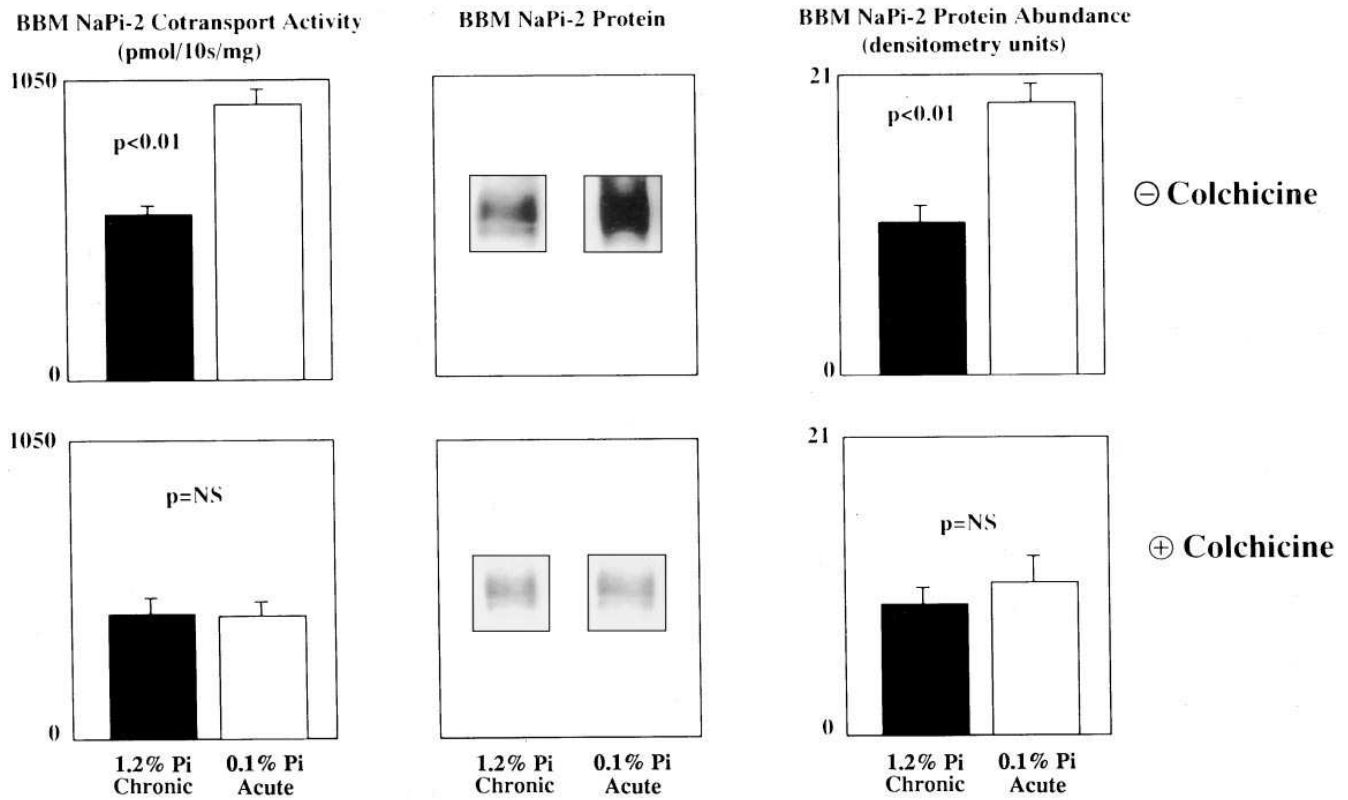 BBM NaPi-2 Cotransport Activity
(pmol/10s/mg)
BBM NaPi-2 Protein
BBM NaPi-2 Protein Abundance
(densitometry units)
1050
p<0.01
0
21
p<0.01
0
⊖ Colchicine
1050
p=NS
0
21
p=NS
0
⊕ Colchicine
1.2% Pi
Chronic
0.1% Pi
Acute
1.2% Pi
Chronic
0.1% Pi
Acute
1.2% Pi
Chronic
0.1% Pi
Acute